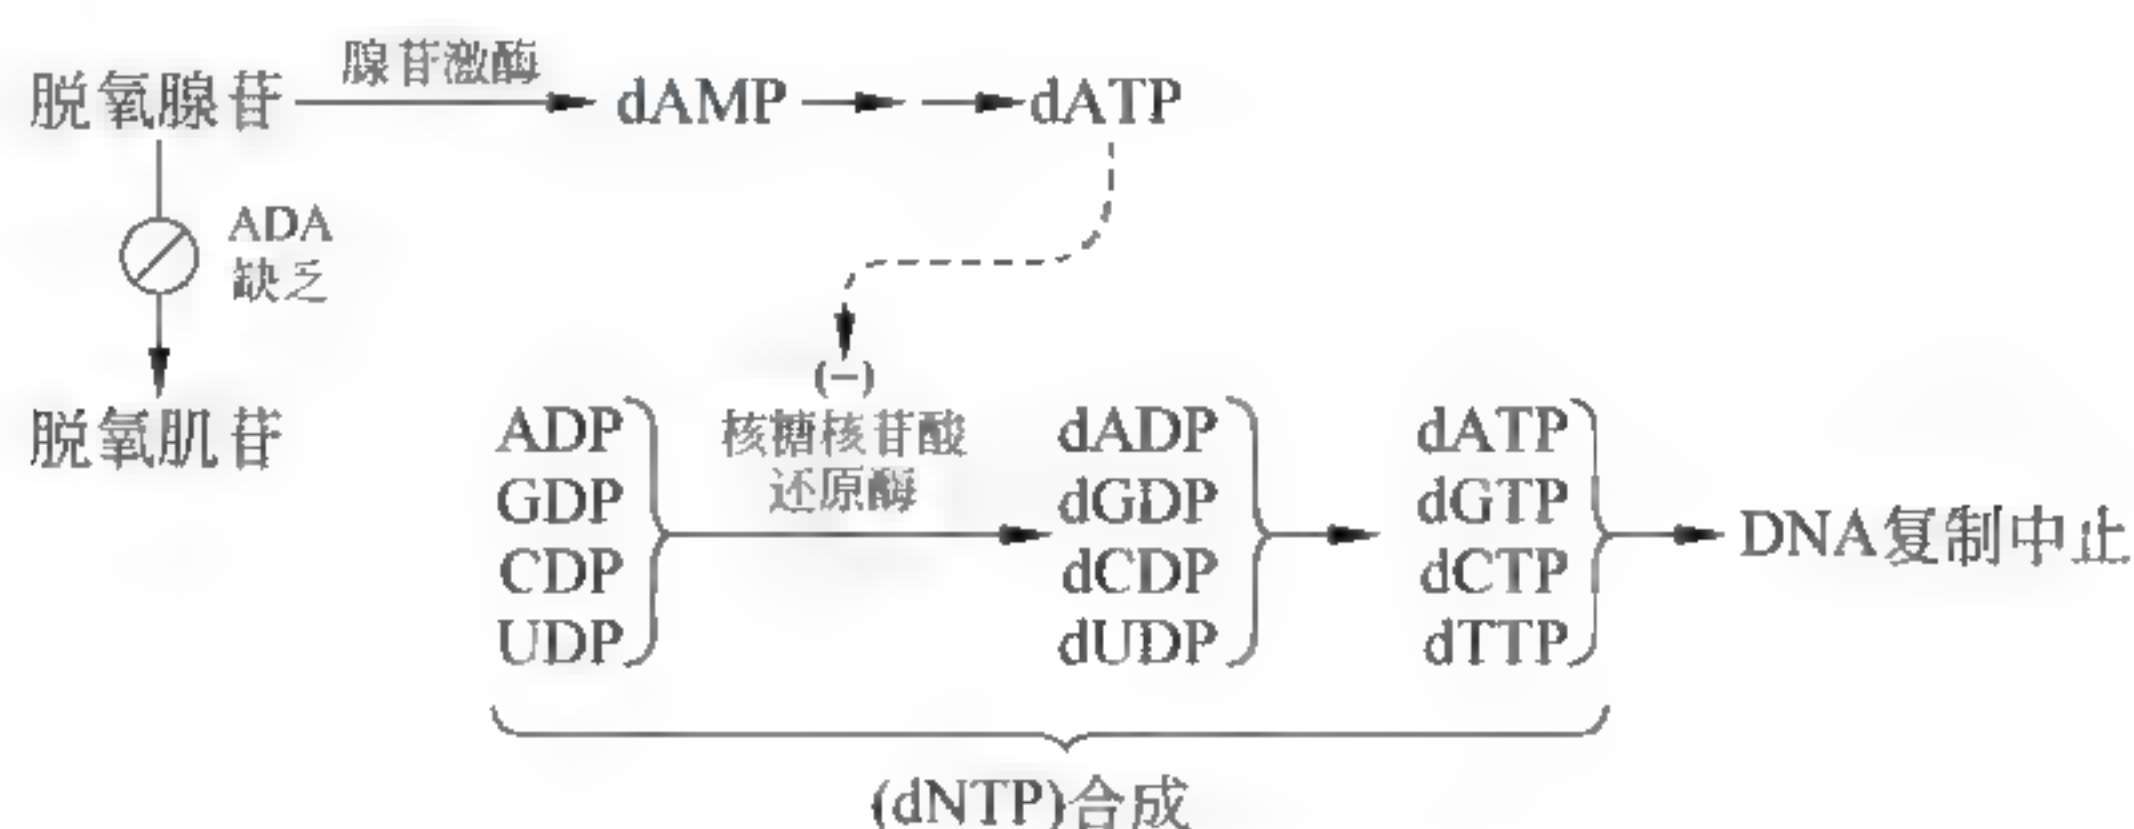 腺苷激酶
脱氧腺苷 dAMP dATP
ADA
缺乏
(−)
脱氧肌苷
ADP 核糖核苷酸 dADP dATP
GDP 还原酶 dGDP dGTP
DNA复制中止
CDP dCDP dCTP
UDP dUDP dTTP
(dNTP)合成